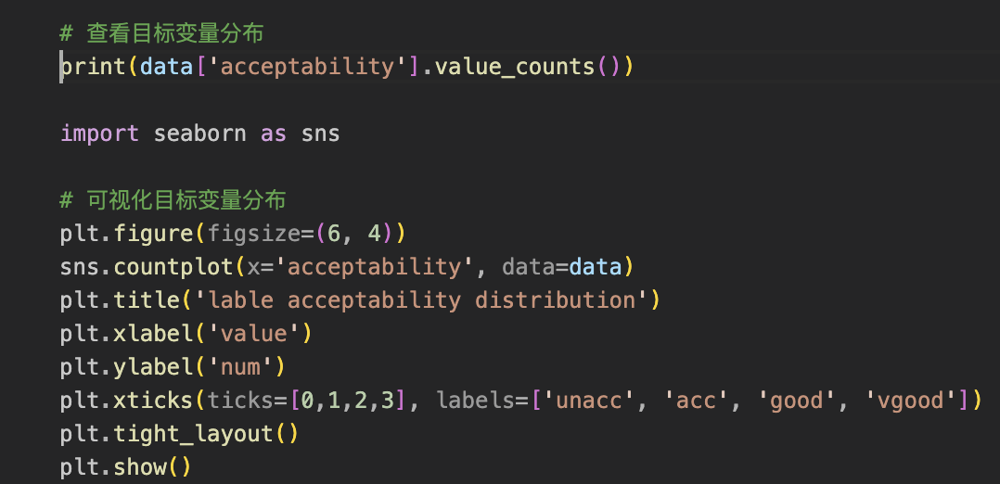 # 查看目标变量分布
print(data['acceptability'].value_counts())
import seaborn as sns
# 可视化目标变量分布
plt.figure(figsize=(6, 4))
sns.countplot(x='acceptability', data=data)
plt.title('lable acceptability distribution')
plt.xlabel('value')
plt.ylabel('num')
plt.xticks(ticks=[0,1,2,3], labels=['unacc', 'acc', 'good', 'vgood'])
plt.tight_layout()
plt.show()